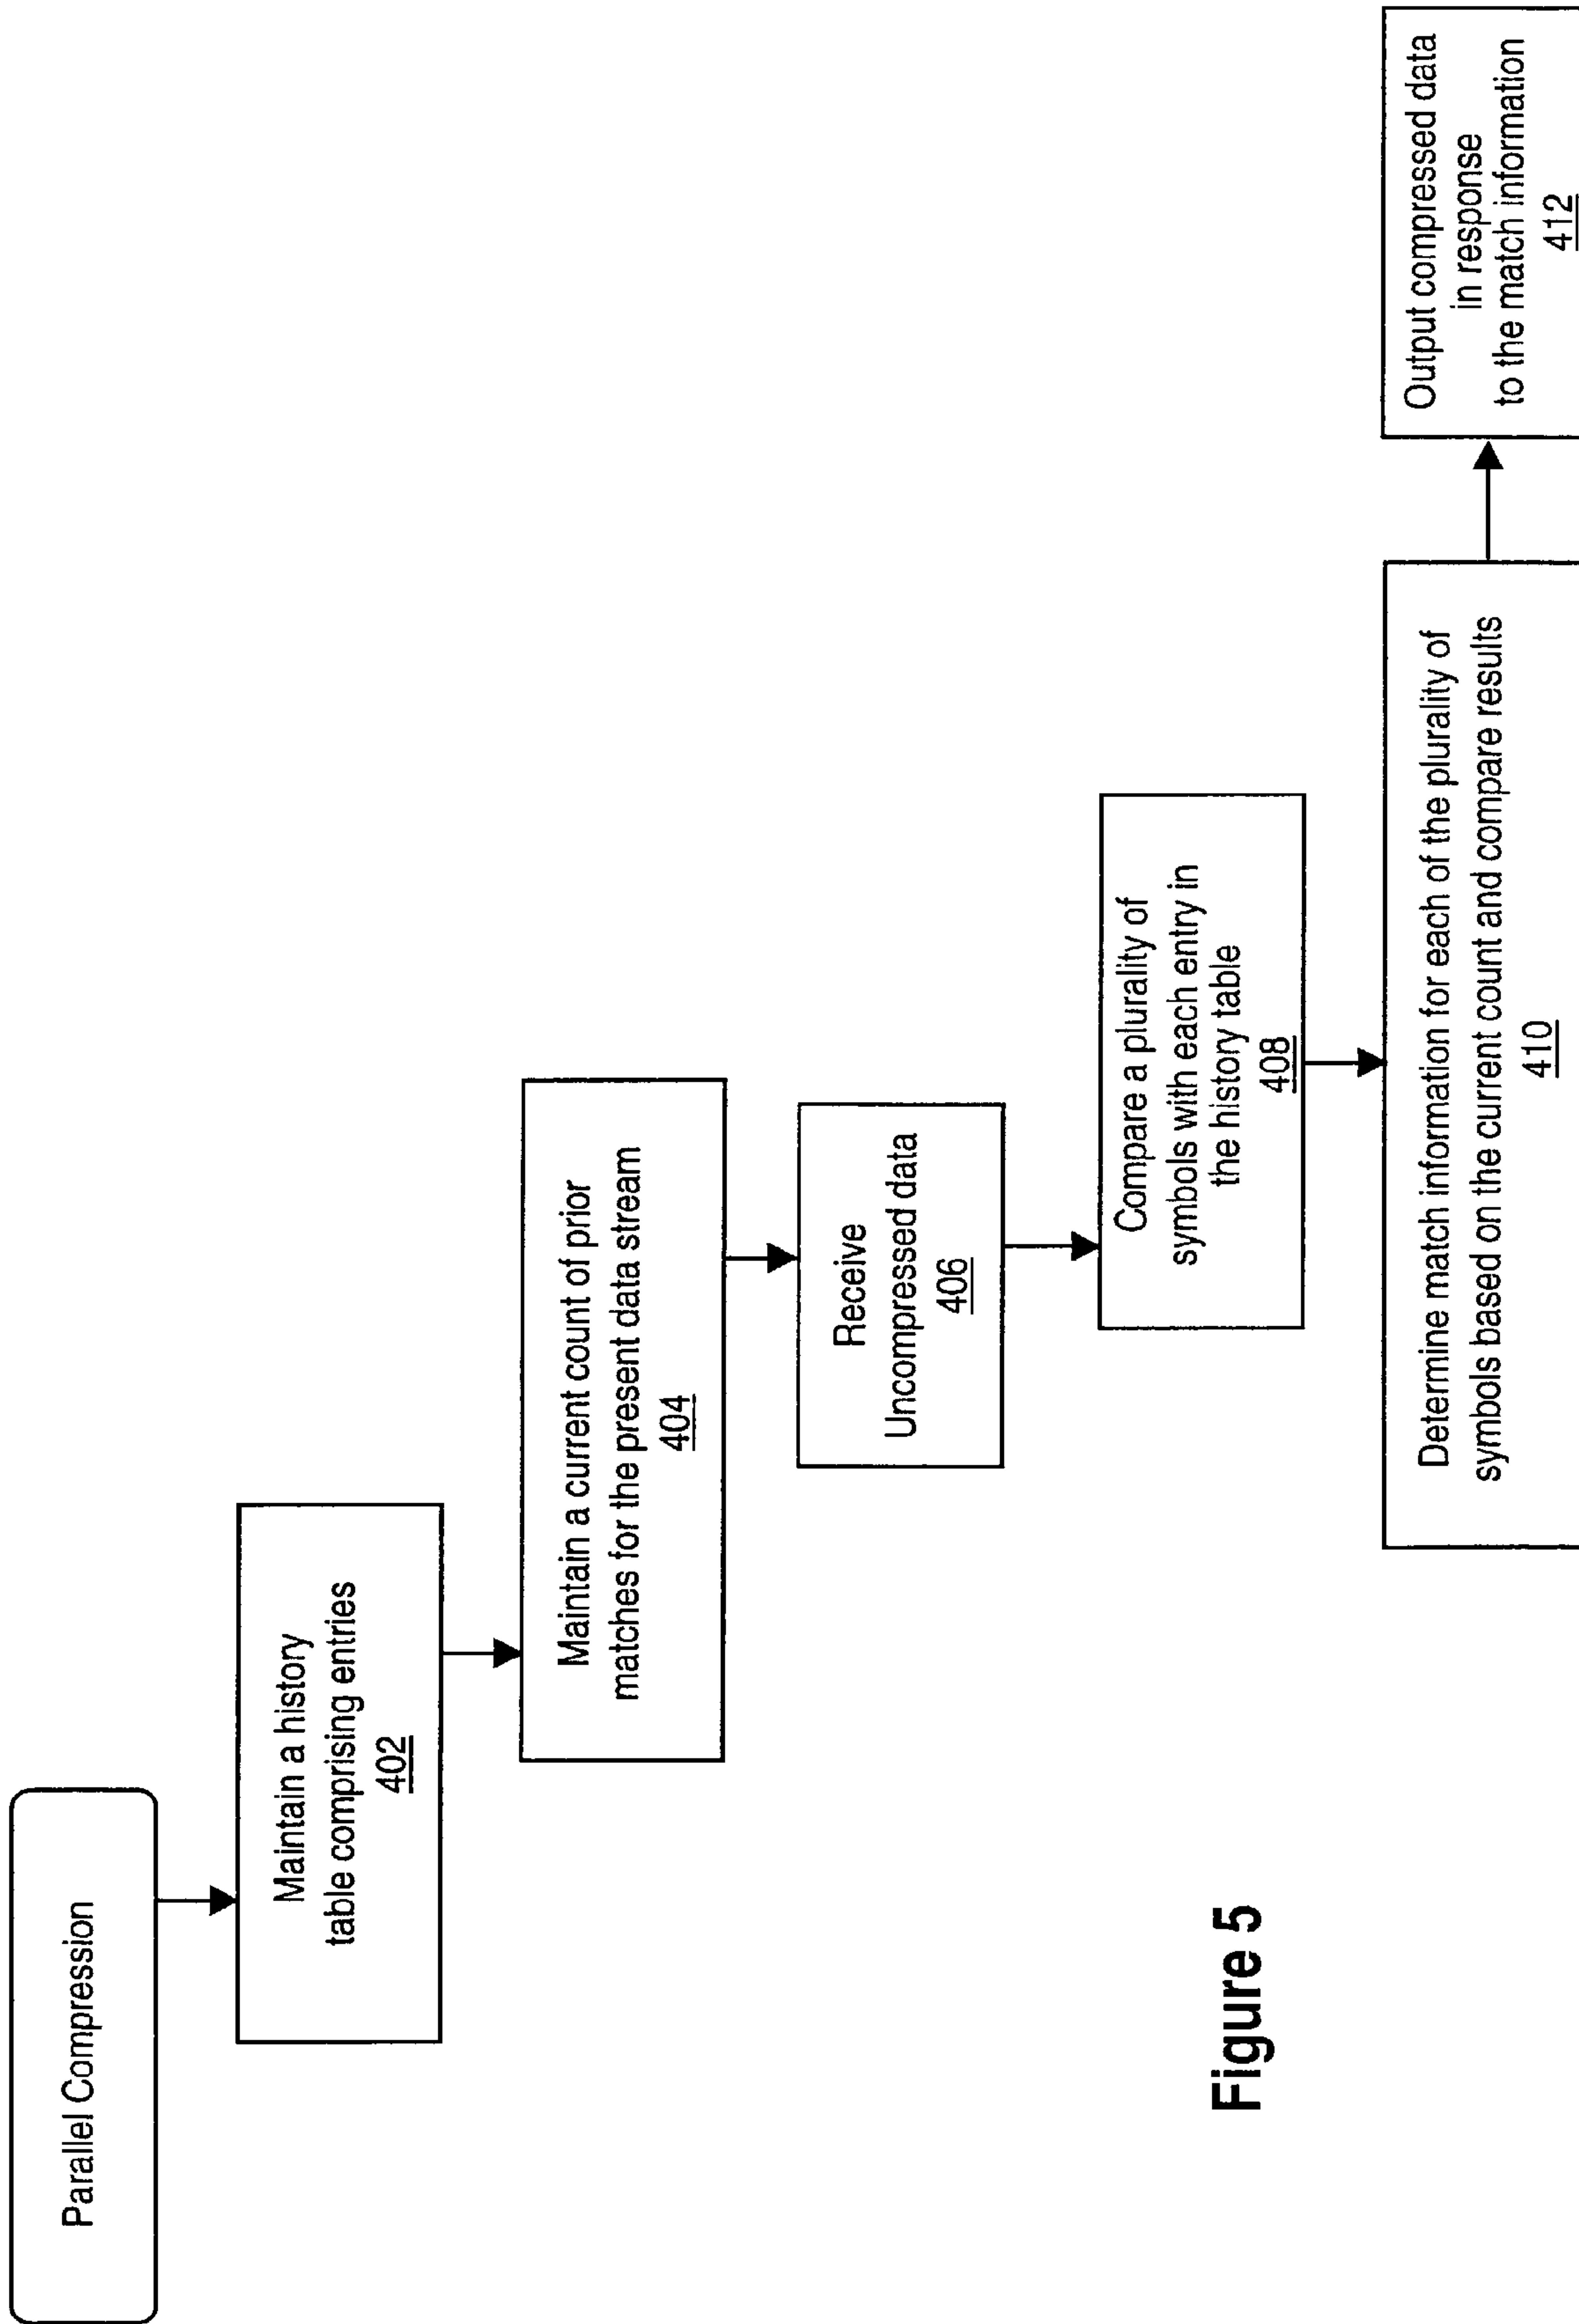 Parallel Compression
Maintain a history
table comprising entries
402
Maintain a current count of prior
matches for the present data stream
404
Receive
Uncompressed data
406
Compare a plurality of
symbols with each entry in
the history table
408
Determine match information for each of the plurality of
symbols based on the current count and compare results
410
Output compressed data
in response
to the match information
412
Figure 5